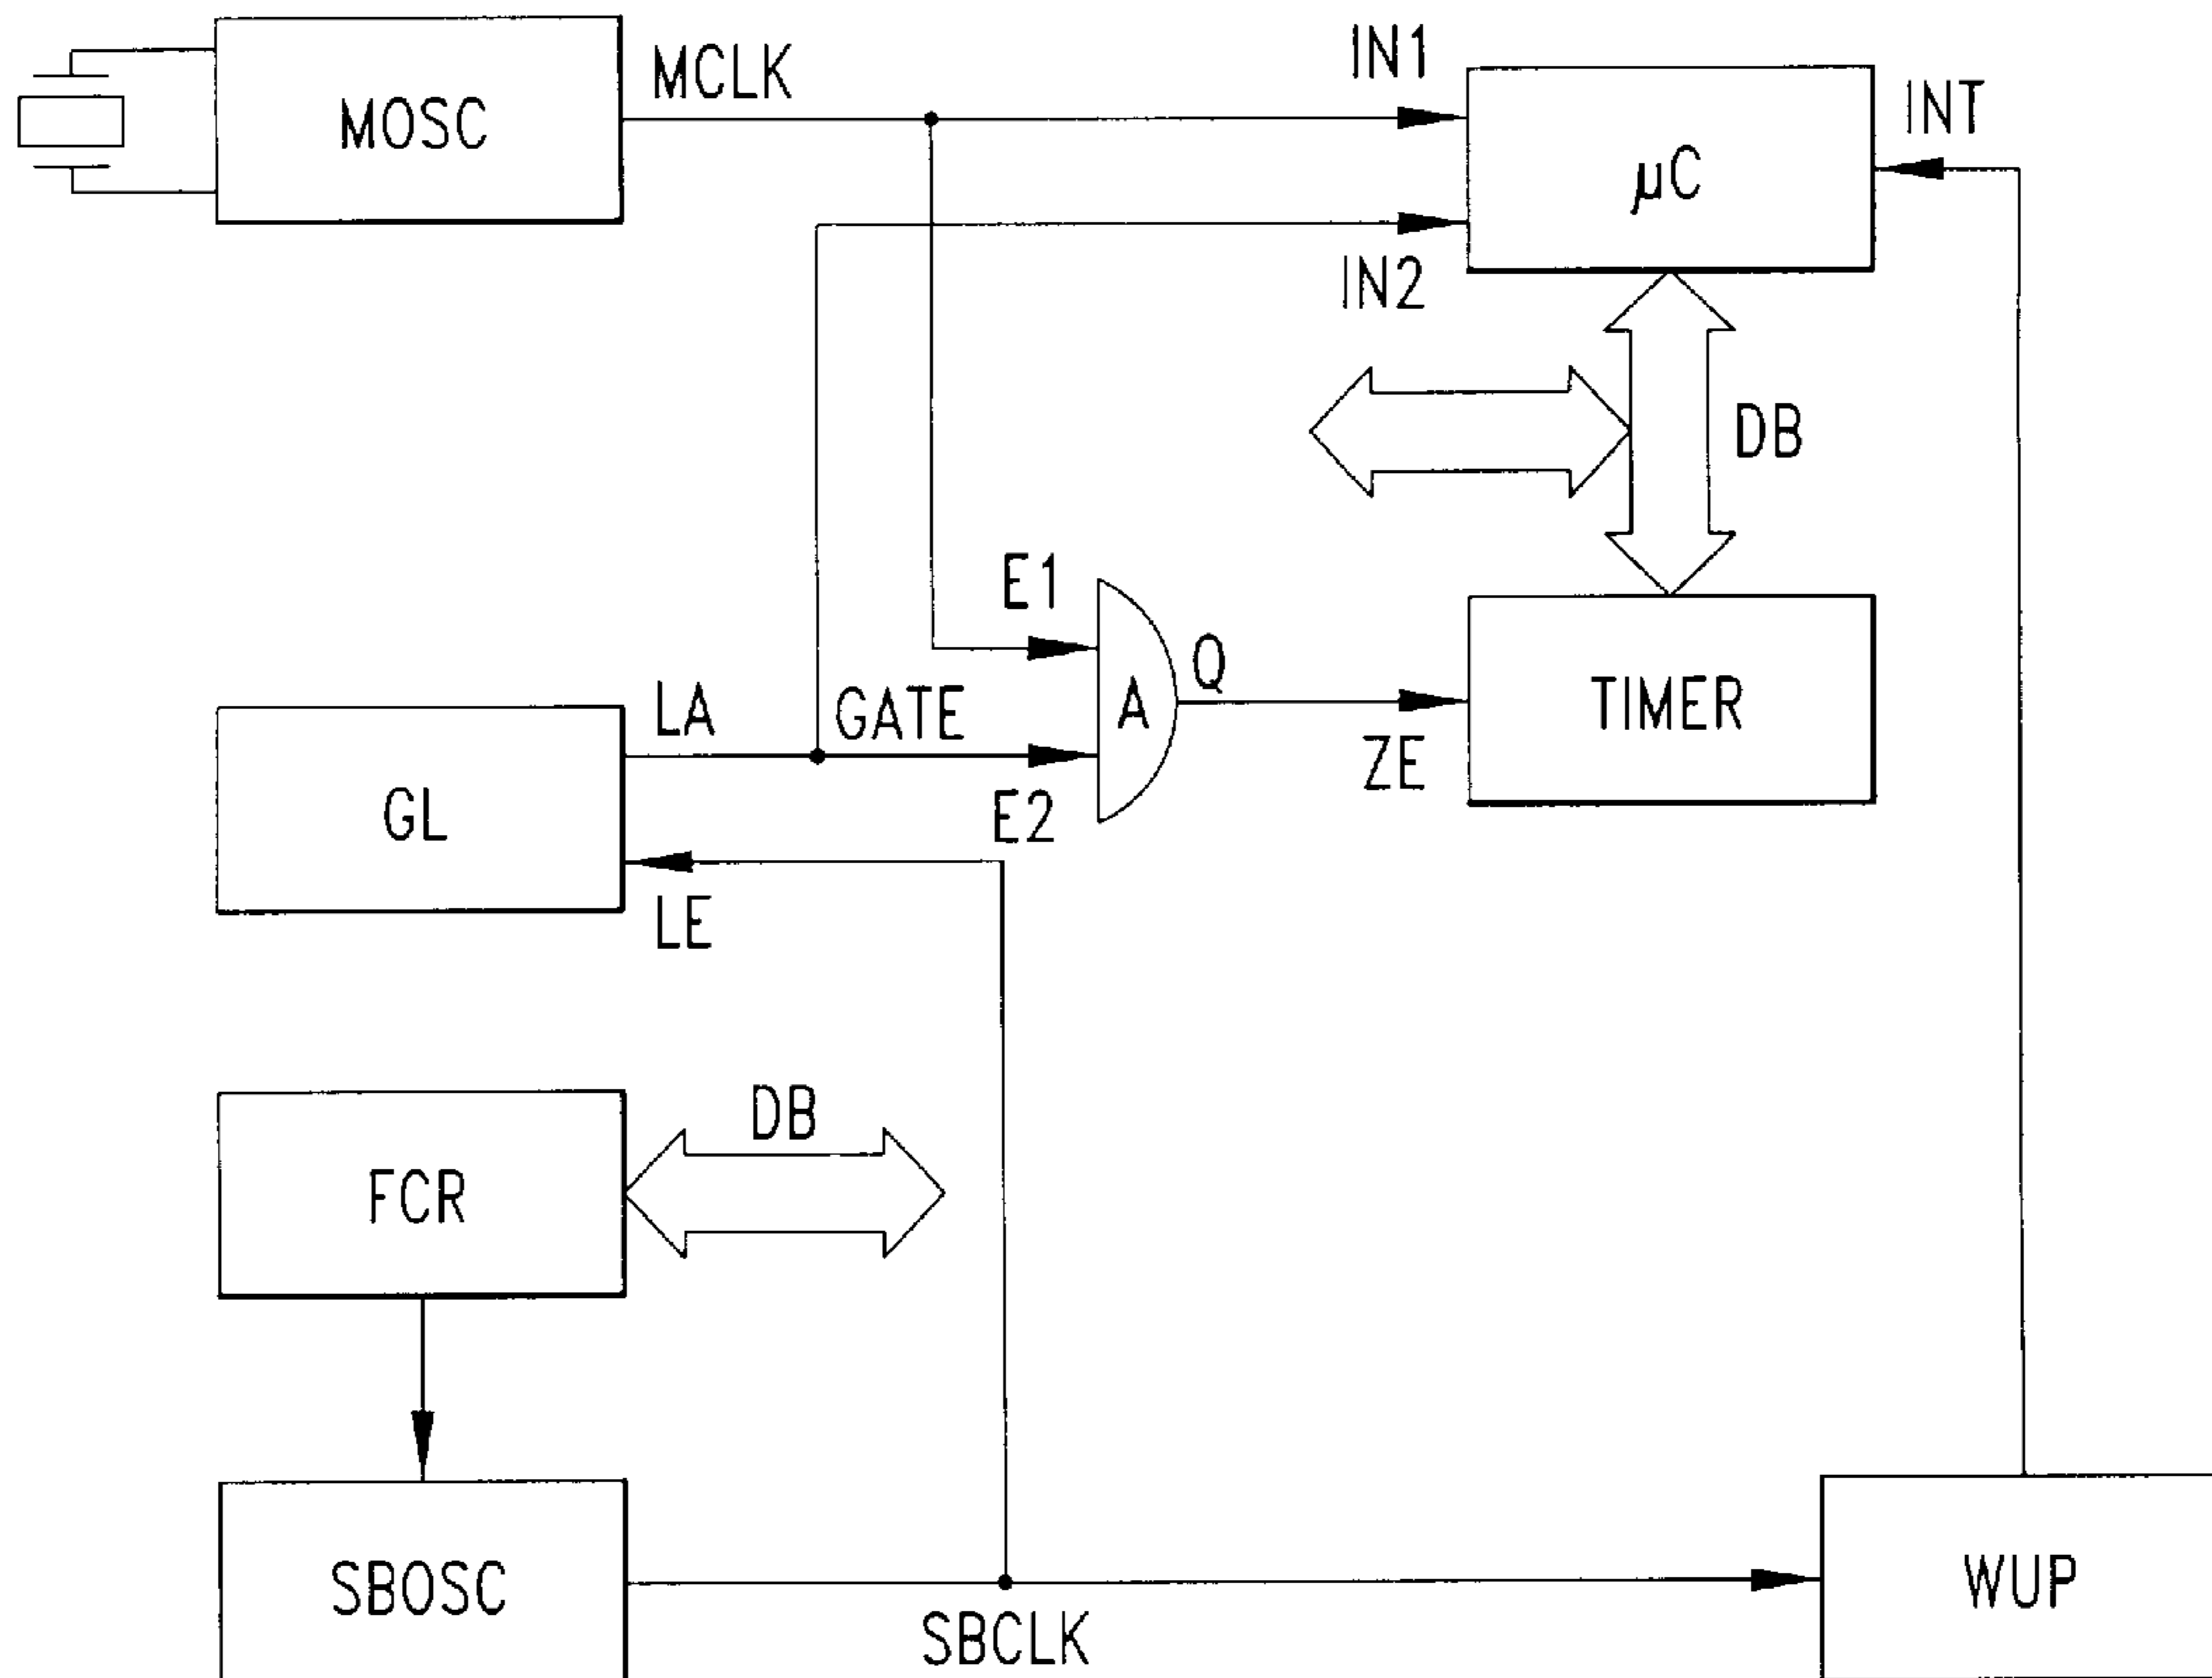 MOSC
MCLK
IN1
µC
INT
IN2
DB
E1
A
Q
TIMER
ZE
LA
GATE
GL
E2
LE
FCR
DB
SBOSC
SBCLK
WUP